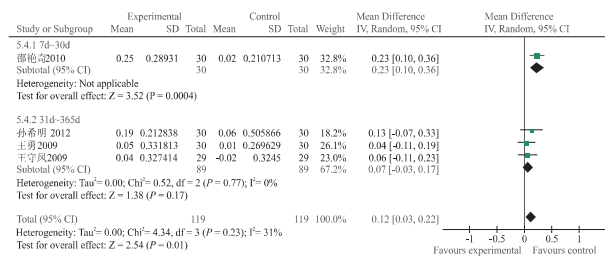 Experimental Control Mean Difference Mean Difference
Study or Subgroup Mean SD Total Mean SD Total Weight IV, Random, 95% CI IV, Random, 95% CI
5.4.1 7d~30d
邵艳奇2010 0.25 0.28931 30 0.02 0.210713 30 32.8% 0.23 [0.10, 0.36]
Subtotal (95% CI) 30 30 32.8% 0.23 [0.10, 0.36]
Heterogeneity: Not applicable
Test for overall effect: Z = 3.52 (P = 0.0004)
5.4.2 31d~365d
孙希明 2012 0.19 0.212838 30 0.06 0.505866 30 18.2% 0.13 [-0.07, 0.33]
王勇2009 0.05 0.331813 30 0.01 0.269629 30 26.1% 0.04 [-0.11, 0.19]
王守凤2009 0.04 0.327414 29 -0.02 0.3245 29 23.0% 0.06 [-0.11, 0.23]
Subtotal (95% CI) 89 89 67.2% 0.07 [-0.03, 0.17]
Heterogeneity: Tau²= 0.00; Chi²= 0.52, df = 2 (P = 0.77); I²= 0%
Test for overall effect: Z = 1.38 (P = 0.17)
Total (95% CI) 119 119 100.0% 0.12 [0.03, 0.22]
Heterogeneity: Tau²= 0.00; Chi²= 4.34, df = 3 (P = 0.23); I²= 31%
Test for overall effect: Z = 2.54 (P = 0.01)
-1 -0.5 0 0.5 1
Favours experimental Favours control